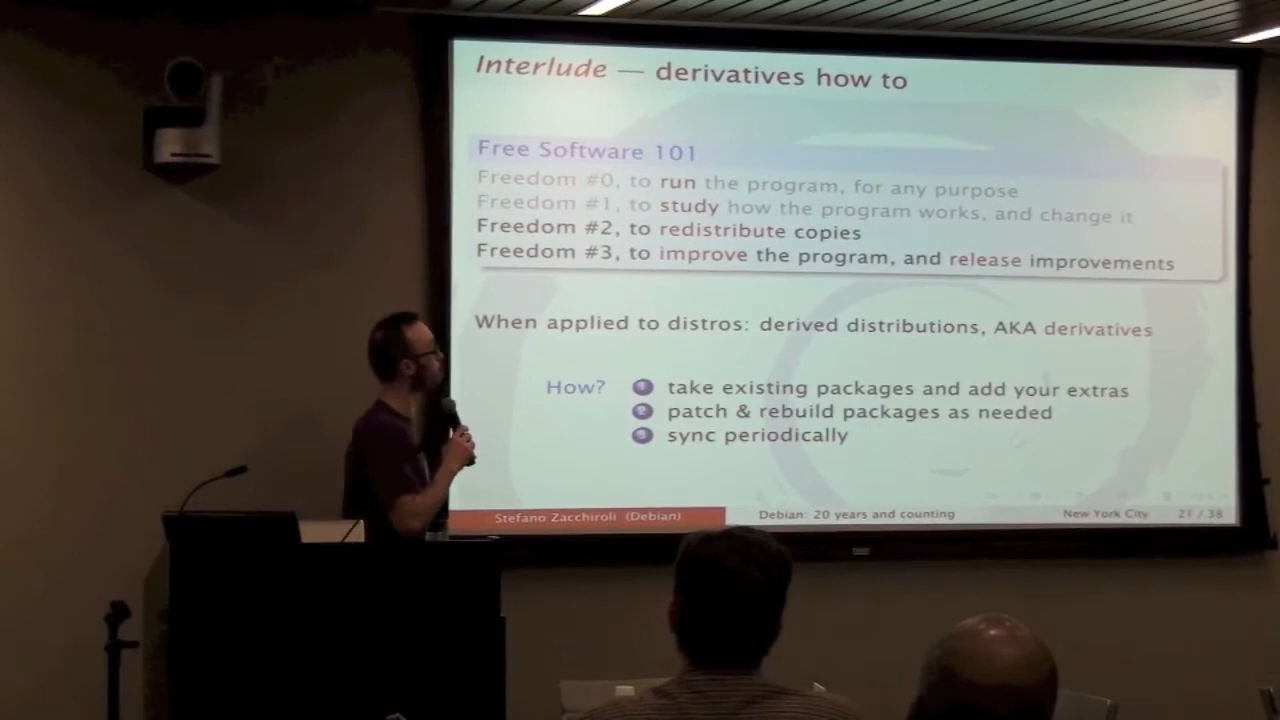 Interlude — derivatives how to
Free Software 101
Freedom #0, to run the program, for any purpose
Freedom #1, to study how the program works, and change it
Freedom #2, to redistribute copies
Freedom #3, to improve the program, and release improvements
When applied to distros: derived distributions, AKA derivatives
How? 1 take existing packages and add your extras
2 patch & rebuild packages as needed
3 sync periodically
Stefano Zacchiroli (Debian) Debian: 20 years and counting New York City 21 / 38